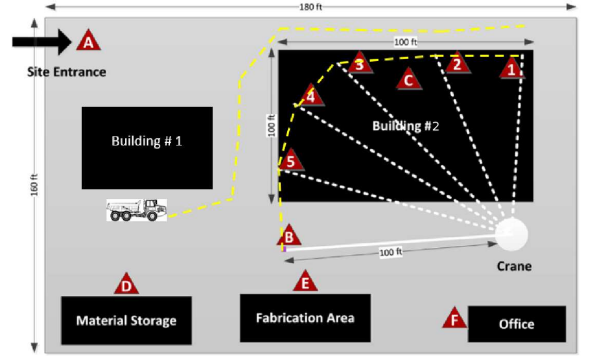 180 ft
A
Site Entrance
100 ft
3
2
1
C
4
Building # 1
Building #2
100 ft
160 ft
5
B
100 ft
Crane
D
E
F
Material Storage
Fabrication Area
Office